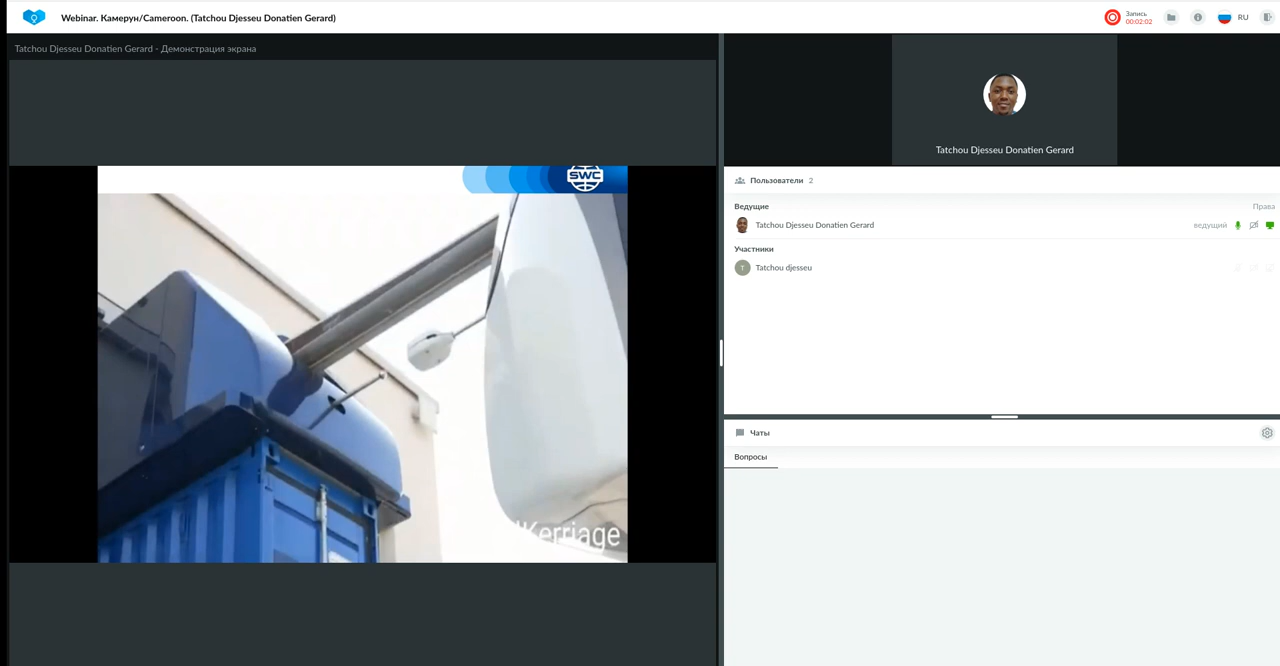 Webinar. Камерун/Cameroon. (Tatchou Djesseu Donatien Gerard)
Запись
00:02:02
RU
Tatchou Djesseu Donatien Gerard - Демонстрация экрана
SWC
Kerriage
Tatchou Djesseu Donatien Gerard
Пользователи 2
Ведущие
Права
Tatchou Djesseu Donatien Gerard
ведущий
Участники
T
Tatchou djesseu
Чаты
Вопросы